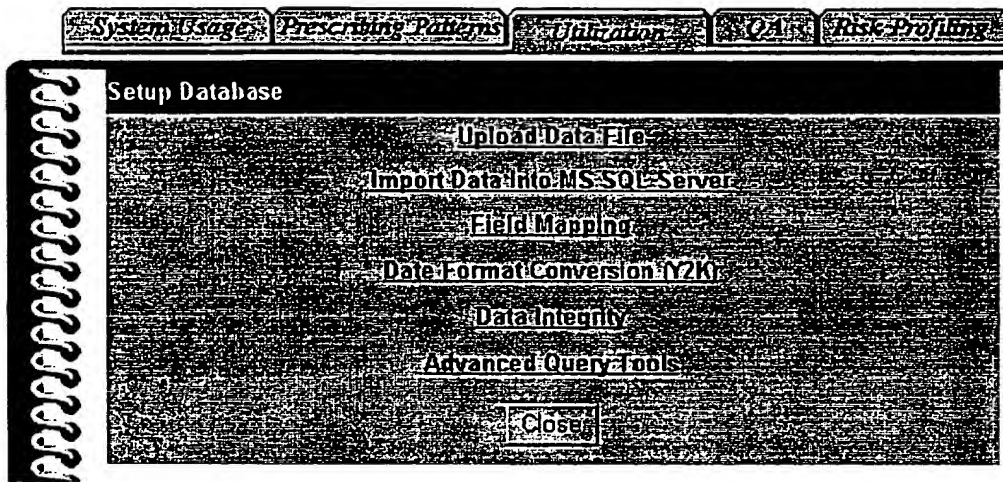 System Usage Prescribing Patterns Utilization QA Risk Profiling
Setup Database
Upload Data File
Import Data Into MS SQL Server
Field Mapping
Date Format Conversion (Y2K)
Data Integrity
Advanced Query Tools
Close